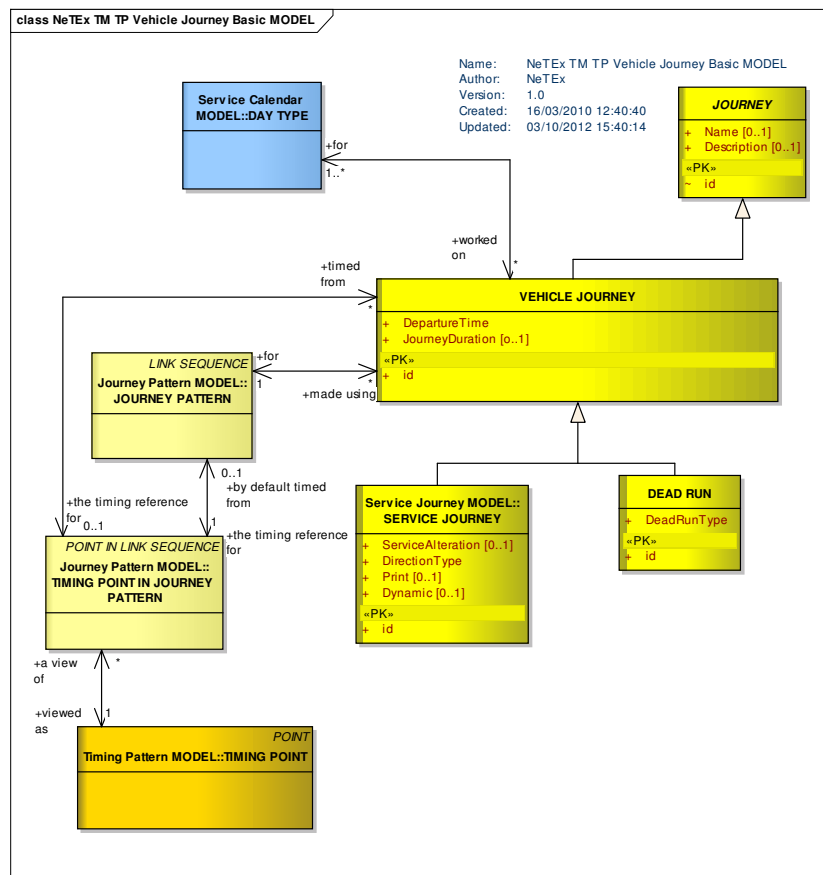 class NeTEx TM TP Vehicle Journey Basic MODEL
Name: NeTEx TM TP Vehicle Journey Basic MODEL
Author: NeTEx
Version: 1.0
Created: 16/03/2010 12:40:40
Updated: 03/10/2012 15:40:14
Service Calendar
MODEL::DAY TYPE
+for
1..*
JOURNEY
+ Name [0..1]
+ Description [0..1]
«PK»
~ id
+worked
on
*
+timed
from
*
VEHICLE JOURNEY
+ DepartureTime
+ JourneyDuration [o..1]
«PK»
+ id
LINK SEQUENCE
Journey Pattern MODEL::
JOURNEY PATTERN
+for
1
*
+made using
0..1
+by default timed
from
+the timing reference
for
0..1
1
+the timing reference
for
POINT IN LINK SEQUENCE
Journey Pattern MODEL::
TIMING POINT IN JOURNEY
PATTERN
Service Journey MODEL::
SERVICE JOURNEY
+ ServiceAlteration [0..1]
+ DirectionType
+ Print [0..1]
+ Dynamic [0..1]
«PK»
+ id
DEAD RUN
+ DeadRunType
«PK»
+ id
+a view
of
*
+viewed
as
1
POINT
Timing Pattern MODEL::TIMING POINT